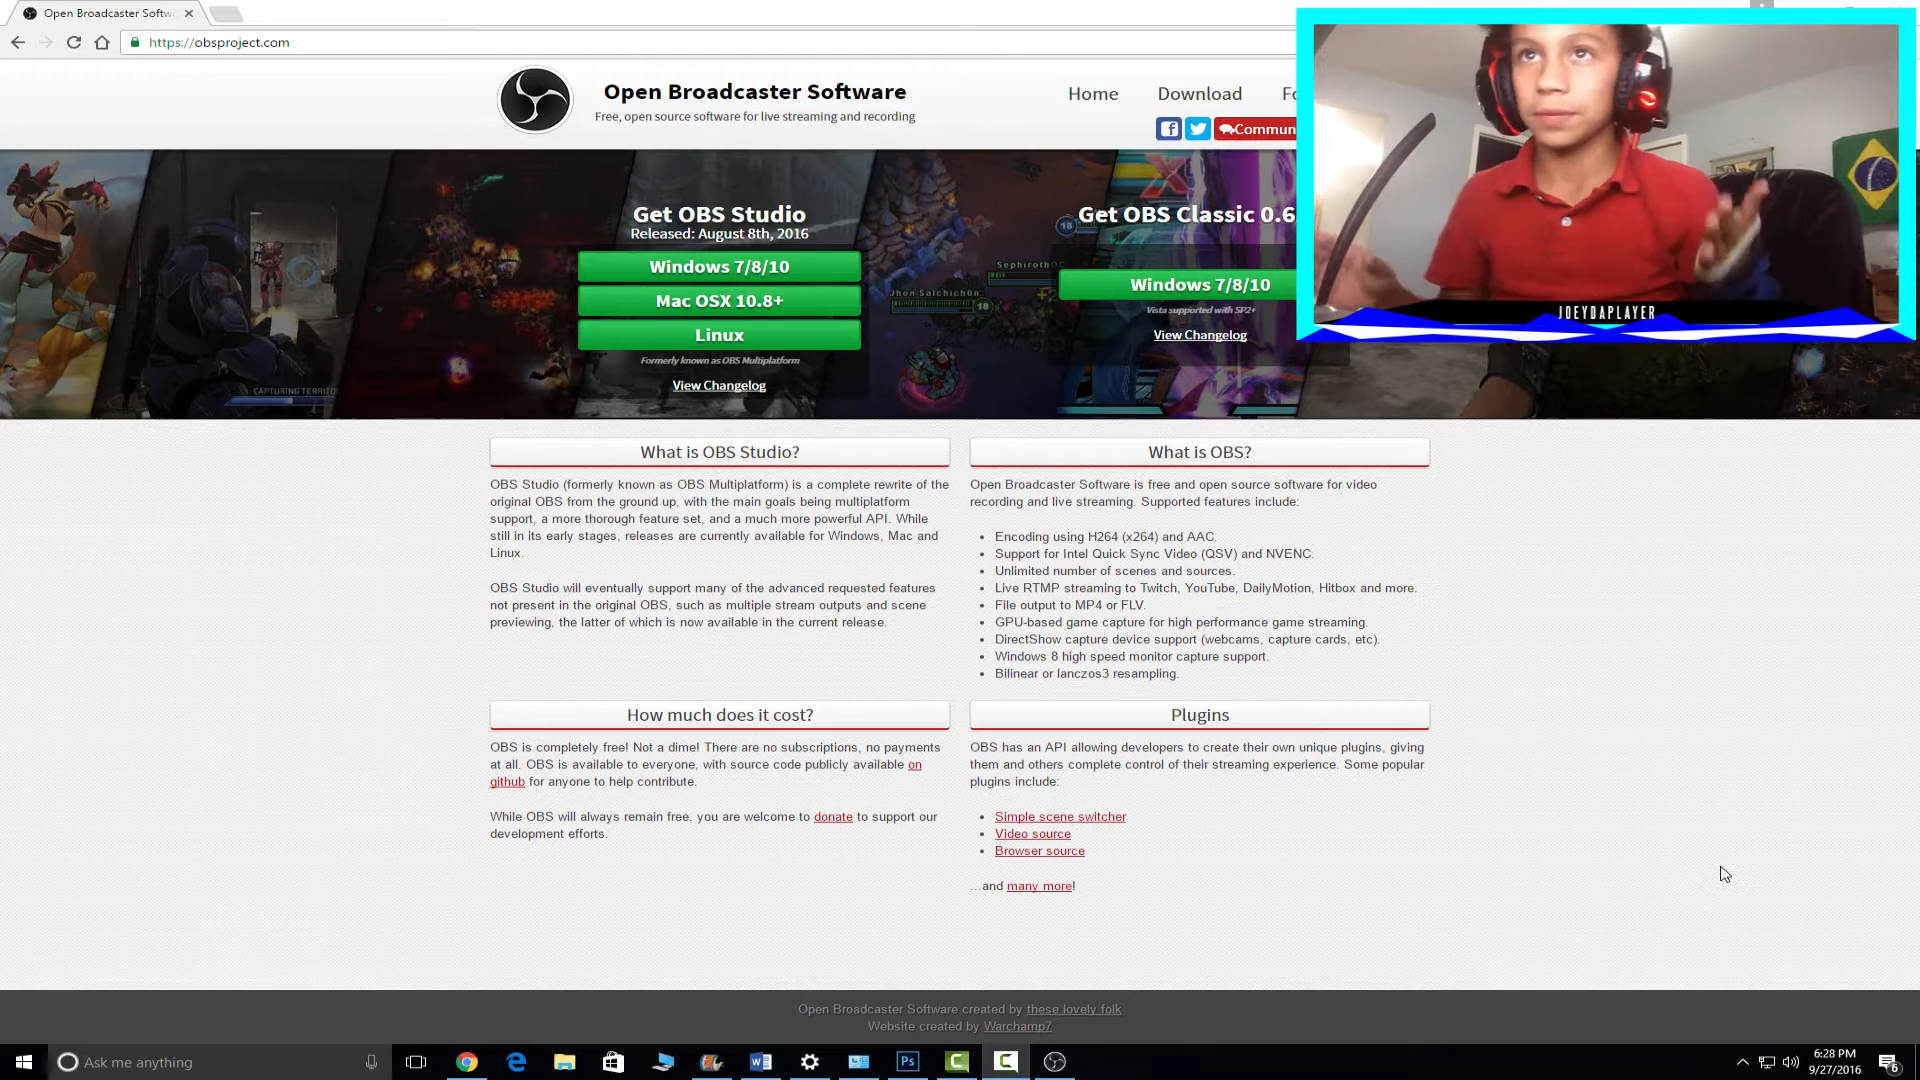 Open Broadcaster Softw
https://obsproject.com
Open Broadcaster Software
Free, open source software for live streaming and recording
Home Download Fo
Commun
Get OBS Studio
Released: August 8th, 2016
Windows 7/8/10
Mac OSX 10.8+
Linux
Formerly known as OBS Multiplatform
View Changelog
Get OBS Classic 0.6
Windows 7/8/10
Vista supported with SP2+
View Changelog
SephirothOC
Jhon Salchich0n
18
18
+2
CAPTURING TERRITO
JOEYDAPLAYER
What is OBS Studio?
OBS Studio (formerly known as OBS Multiplatform) is a complete rewrite of the
original OBS from the ground up, with the main goals being multiplatform
support, a more thorough feature set, and a much more powerful API. While
still in its early stages, releases are currently available for Windows, Mac and
Linux.
OBS Studio will eventually support many of the advanced requested features
not present in the original OBS, such as multiple stream outputs and scene
previewing, the latter of which is now available in the current release.
What is OBS?
Open Broadcaster Software is free and open source software for video
recording and live streaming. Supported features include:
• Encoding using H264 (x264) and AAC.
• Support for Intel Quick Sync Video (QSV) and NVENC.
• Unlimited number of scenes and sources.
• Live RTMP streaming to Twitch, YouTube, DailyMotion, Hitbox and more.
• File output to MP4 or FLV.
• GPU-based game capture for high performance game streaming.
• DirectShow capture device support (webcams, capture cards, etc).
• Windows 8 high speed monitor capture support.
• Bilinear or lanczos3 resampling.
How much does it cost?
OBS is completely free! Not a dime! There are no subscriptions, no payments
at all. OBS is available to everyone, with source code publicly available on
github for anyone to help contribute.
While OBS will always remain free, you are welcome to donate to support our
development efforts.
Plugins
OBS has an API allowing developers to create their own unique plugins, giving
them and others complete control of their streaming experience. Some popular
plugins include:
• Simple scene switcher
• Video source
• Browser source
...and many more!
Open Broadcaster Software created by these lovely folk
Website created by Warchamp7
Ask me anything
6:28 PM
9/27/2016
6